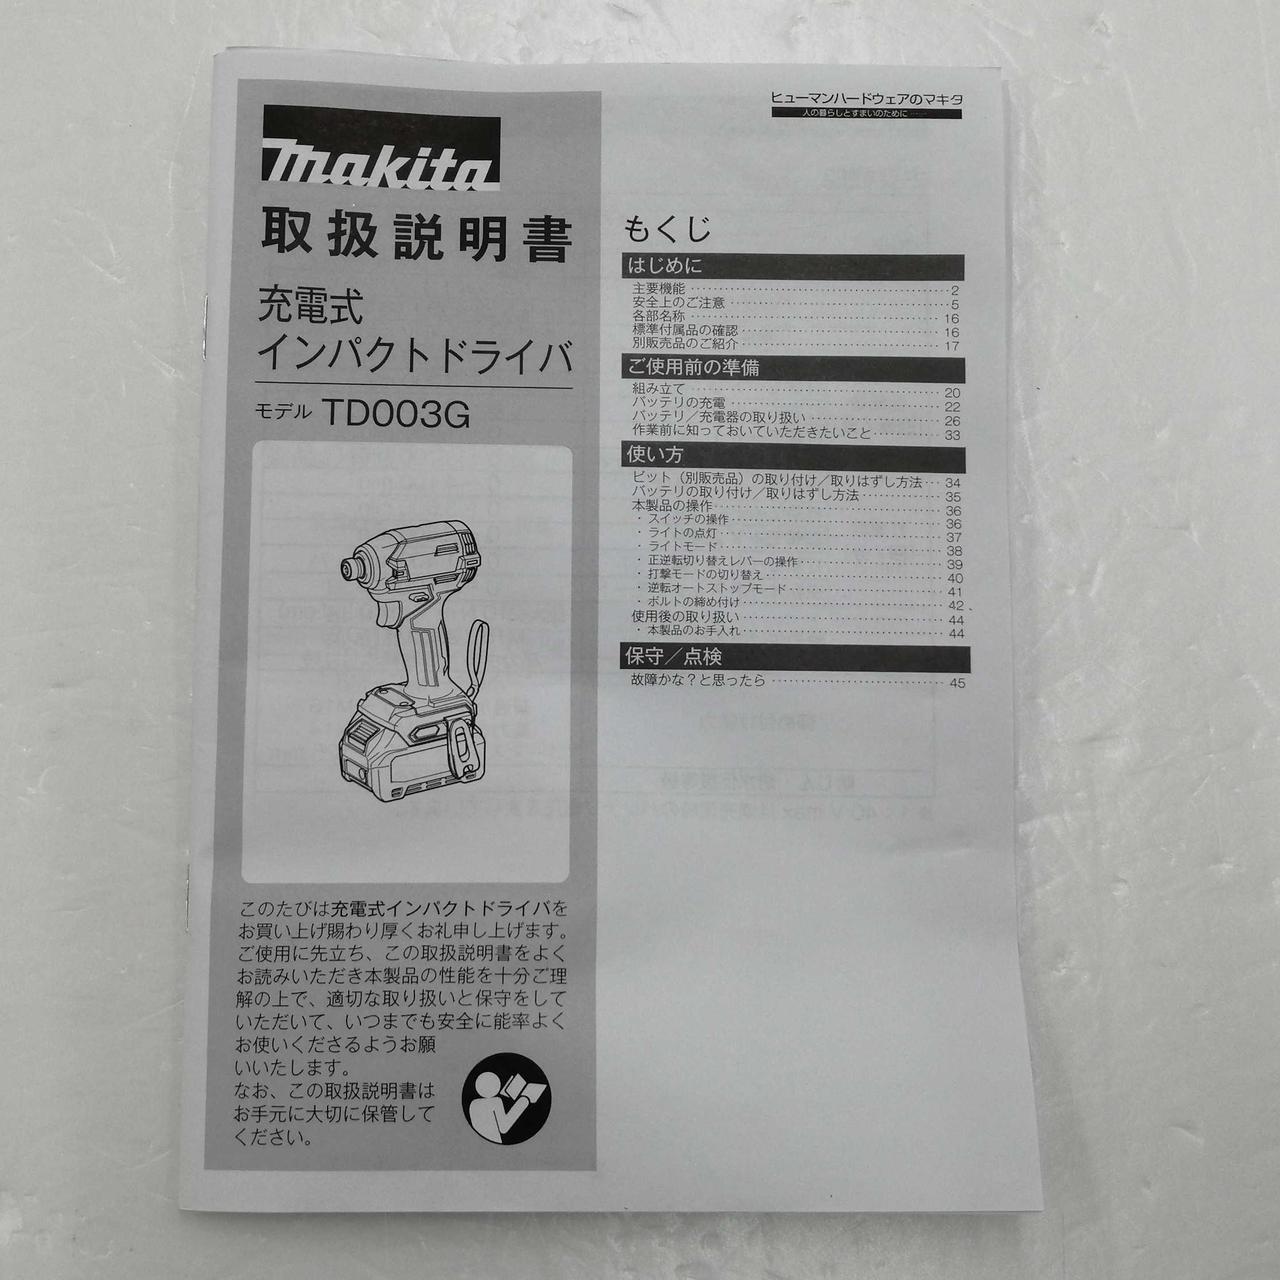 makita
取扱説明書
充電式
インパクトドライバ
モデル TD003G
このたびは充電式インパクトドライバを
お買い上げ賜わり厚くお礼申し上げます。
ご使用に先立ち、この取扱説明書をよく
お読みいただき本製品の性能を十分ご理
解の上で、適切な取り扱いと保守をして
いただいて、いつまでも安全に能率よく
お使いくださるようお願
いいたします。
なお、この取扱説明書は
お手元に大切に保管して
ください。
ヒューマンハードウェアのマキタ
人の暮らしとすまいのために……
もくじ
はじめに
主要機能 2
安全上のご注意 5
各部名称 16
標準付属品の確認 16
別販売品のご紹介 17
ご使用前の準備
組み立て 20
バッテリの充電 22
バッテリ／充電器の取り扱い 26
作業前に知っておいていただきたいこと 33
使い方
ビット（別販売品）の取り付け／取りはずし方法 34
バッテリの取り付け／取りはずし方法 35
本製品の操作 36
・スイッチの操作 36
・ライトの点灯 37
・ライトモード 38
・正逆転切り替えレバーの操作 39
・打撃モードの切り替え 40
・逆転オートストップモード 41
・ボルトの締め付け 42
使用後の取り扱い 44
・本製品のお手入れ 44
保守／点検
故障かな？と思ったら 45